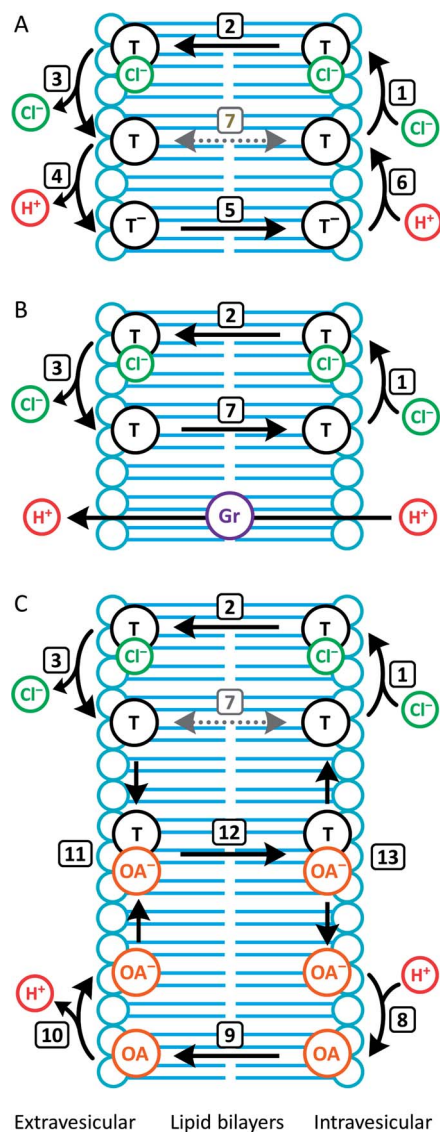 A
2
T
T
Cl⁻
Cl⁻
3
1
Cl⁻
Cl⁻
7
T
T
4
6
H⁺
5
H⁺
T⁻
T⁻
B
2
T
T
Cl⁻
Cl⁻
3
1
Cl⁻
Cl⁻
7
T
T
H⁺
Gr
H⁺
C
2
T
T
Cl⁻
Cl⁻
3
1
Cl⁻
Cl⁻
7
T
T
T
12
T
11
13
OA⁻
OA⁻
OA⁻
OA⁻
H⁺
H⁺
10
8
OA
9
OA
Extravesicular Lipid bilayers Intravesicular